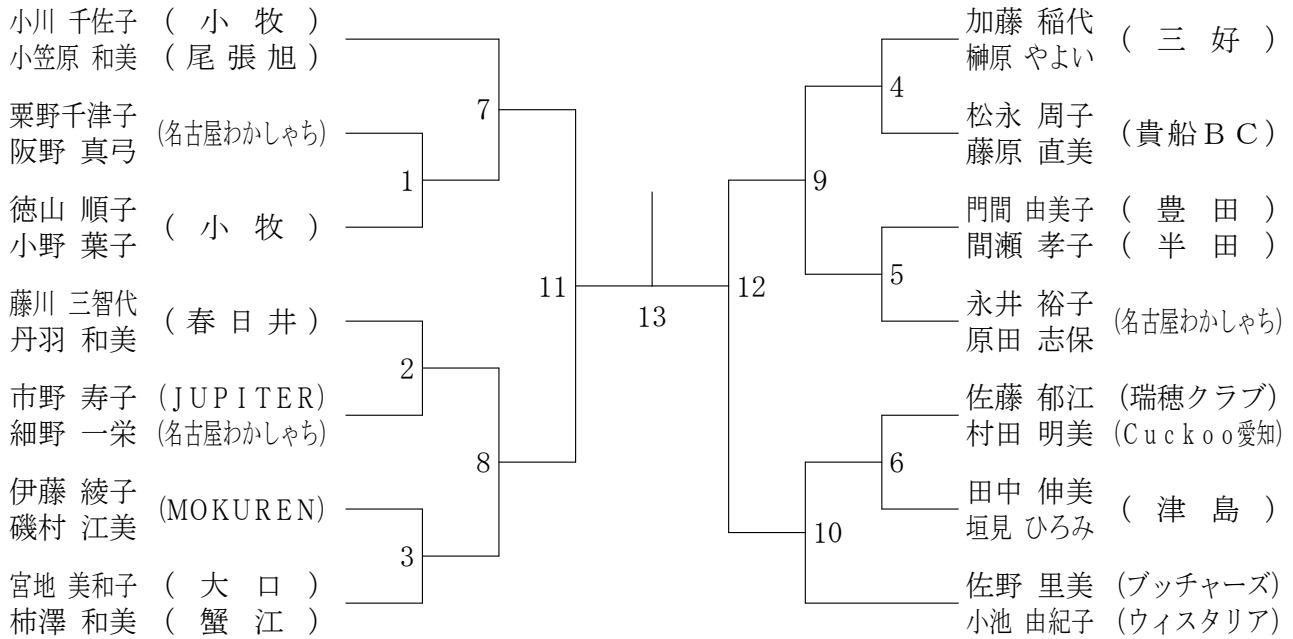 小川 千佐子 ( 小 牧 )
小笠原 和美 ( 尾 張 旭 )
栗野千津子
阪野 真弓
(名古屋わかしゃち)
徳山 順子
小野 葉子
( 小 牧 )
藤川 三智代
丹羽 和美
( 春 日 井 )
市野 寿子 (JUPITER)
細野 一栄 (名古屋わかしゃち)
伊藤 綾子
磯村 江美
(MOKUREN)
宮地 美和子 ( 大 口 )
柿澤 和美 ( 蟹 江 )
7
1
2
8
3
11
13
12
9
4
5
6
10
加藤 稲代
榊原 やよい
( 三 好 )
松永 周子
藤原 直美
(貴船BC)
門間 由美子 ( 豊 田 )
間瀬 孝子 ( 半 田 )
永井 裕子
原田 志保
(名古屋わかしゃち)
佐藤 郁江 (瑞穂クラブ)
村田 明美 (Cuckoo愛知)
田中 伸美
垣見 ひろみ
( 津 島 )
佐野 里美 (ブッチャーズ)
小池 由紀子 (ウィスタリア)